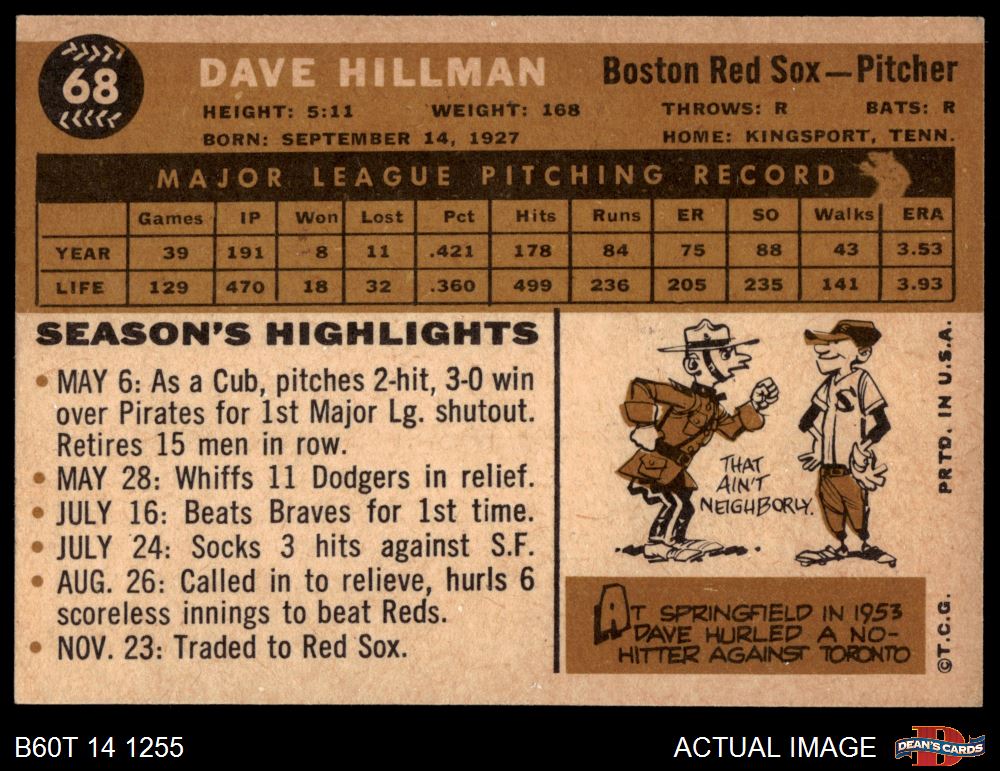 68
DAVE HILLMAN
Boston Red Sox—Pitcher
HEIGHT: 5:11 WEIGHT: 168 THROWS: R BATS: R
BORN: SEPTEMBER 14, 1927 HOME: KINGSPORT, TENN.
MAJOR LEAGUE PITCHING RECORD
Games IP Won Lost Pct Hits Runs ER SO Walks ERA
YEAR 39 191 8 11 .421 178 84 75 88 43 3.53
LIFE 129 470 18 32 .360 499 236 205 235 141 3.93
SEASON'S HIGHLIGHTS
• MAY 6: As a Cub, pitches 2-hit, 3-0 win
over Pirates for 1st Major Lg. shutout.
Retires 15 men in row.
• MAY 28: Whiffs 11 Dodgers in relief.
• JULY 16: Beats Braves for 1st time.
• JULY 24: Socks 3 hits against S.F.
• AUG. 26: Called in to relieve, hurls 6
scoreless innings to beat Reds.
• NOV. 23: Traded to Red Sox.
S
THAT
AIN'T
NEIGHBORLY.
AT SPRINGFIELD IN 1953
DAVE HURLED A NO-
HITTER AGAINST TORONTO
©T.C.G. PRTD. IN U.S.A.
B60T 14 1255
ACTUAL IMAGE
D
DEAN'S CARDS